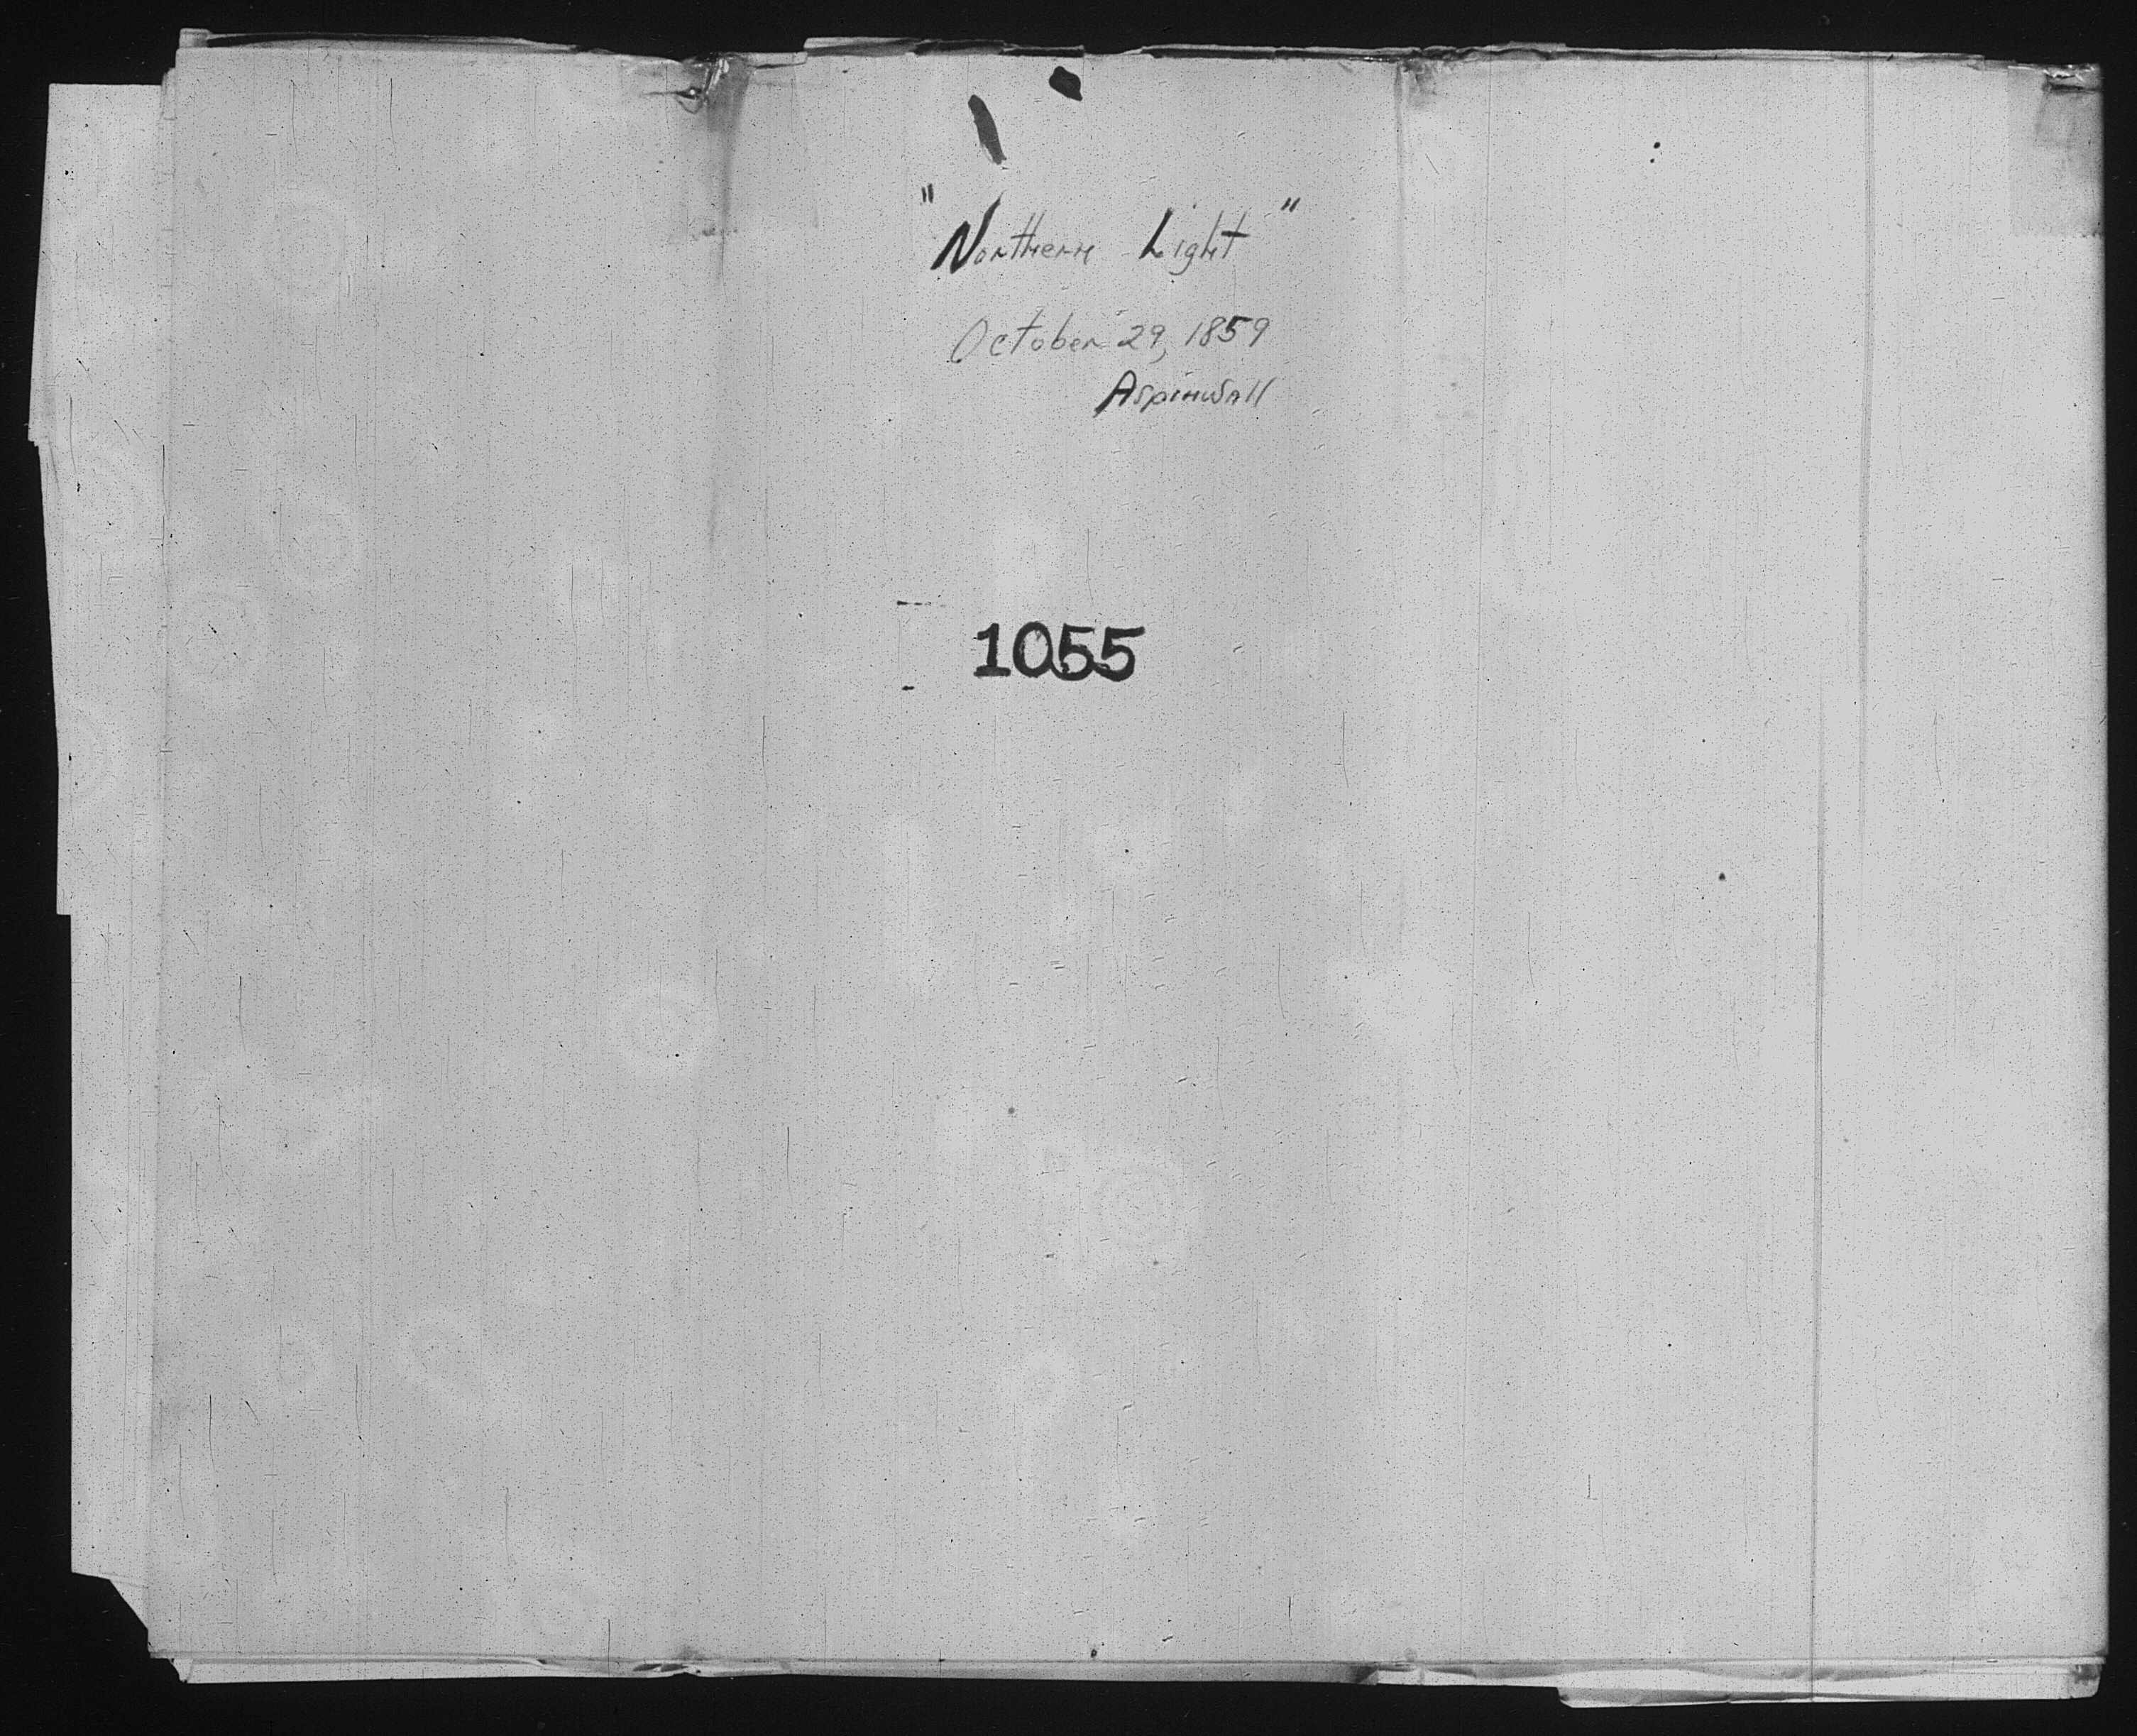 "Northern Light"
October 29, 1859
Aspinwall
1055